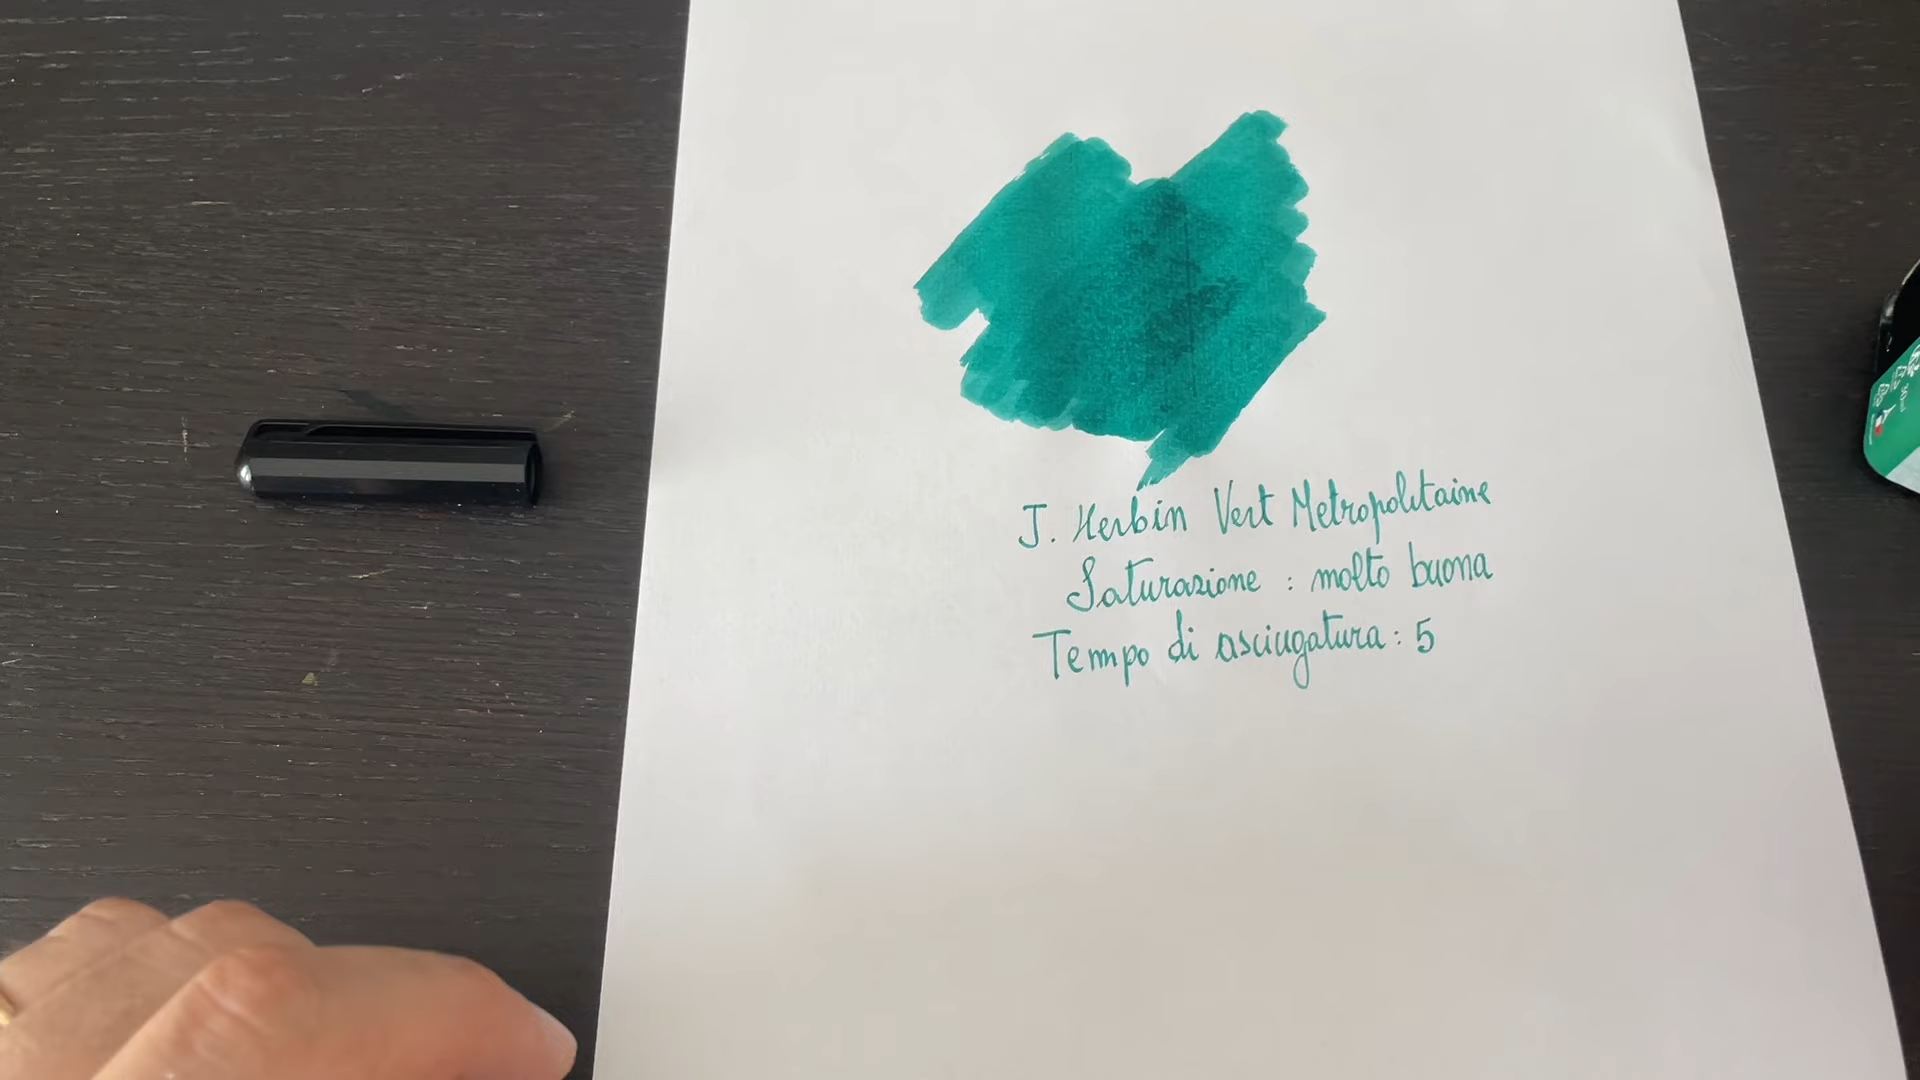 J. Herbin Vert Metropolitaine
Saturazione : molto buona
Tempo di asciugatura : 5